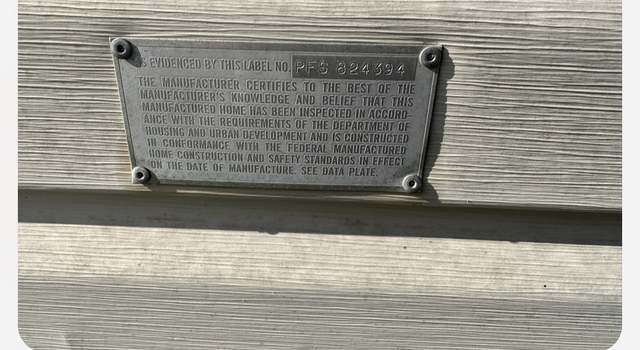 AS EVIDENCED BY THIS LABEL NO. PFS 824394
THE MANUFACTURER CERTIFIES TO THE BEST OF THE
MANUFACTURER'S KNOWLEDGE AND BELIEF THAT THIS
MANUFACTURED HOME HAS BEEN INSPECTED IN ACCORD-
ANCE WITH THE REQUIREMENTS OF THE DEPARTMENT OF
HOUSING AND URBAN DEVELOPMENT AND IS CONSTRUCTED
IN CONFORMANCE WITH THE FEDERAL MANUFACTURED
HOME CONSTRUCTION AND SAFETY STANDARDS IN EFFECT
ON THE DATE OF MANUFACTURE. SEE DATA PLATE.